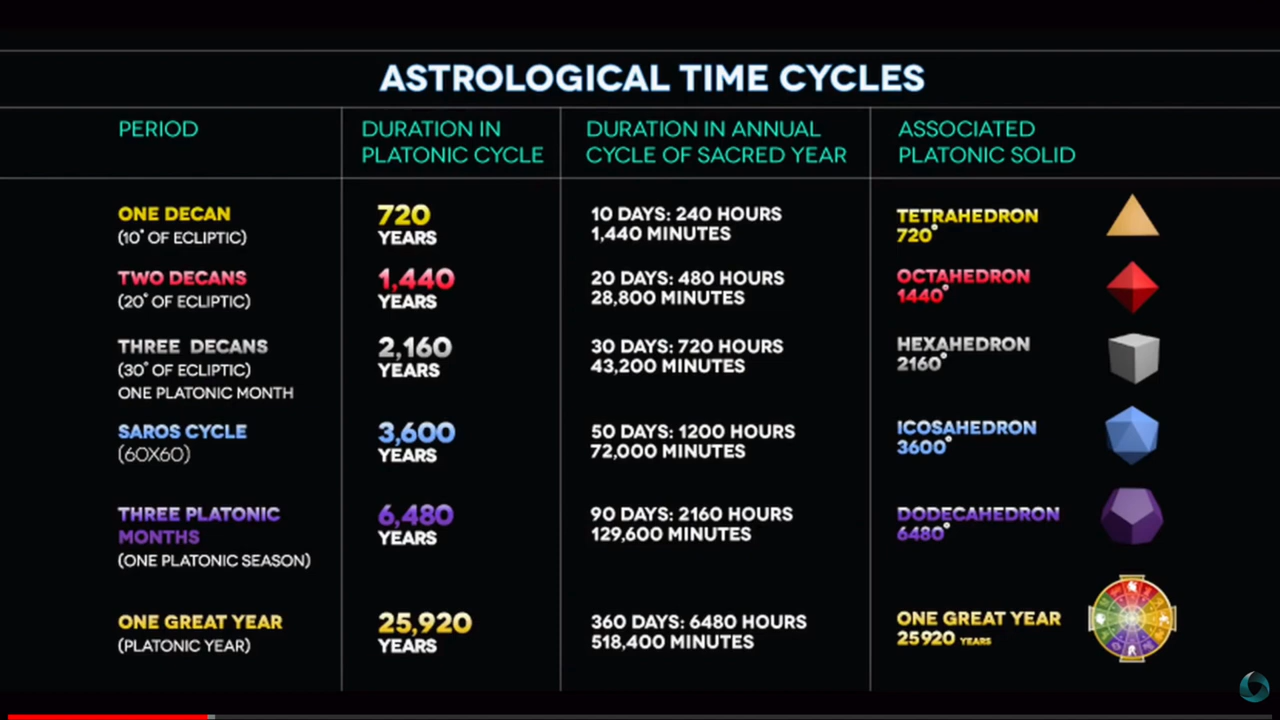 ASTROLOGICAL TIME CYCLES
PERIOD
DURATION IN
PLATONIC CYCLE
DURATION IN ANNUAL
CYCLE OF SACRED YEAR
ASSOCIATED
PLATONIC SOLID
ONE DECAN
(10° OF ECLIPTIC)
720
YEARS
10 DAYS: 240 HOURS
1,440 MINUTES
TETRAHEDRON
720°
TWO DECANS
(20° OF ECLIPTIC)
1,440
YEARS
20 DAYS: 480 HOURS
28,800 MINUTES
OCTAHEDRON
1440°
THREE DECANS
(30° OF ECLIPTIC)
ONE PLATONIC MONTH
2,160
YEARS
30 DAYS: 720 HOURS
43,200 MINUTES
HEXAHEDRON
2160°
SAROS CYCLE
(60X60)
3,600
YEARS
50 DAYS: 1200 HOURS
72,000 MINUTES
ICOSAHEDRON
3600°
THREE PLATONIC
MONTHS
(ONE PLATONIC SEASON)
6,480
YEARS
90 DAYS: 2160 HOURS
129,600 MINUTES
DODECAHEDRON
6480°
ONE GREAT YEAR
(PLATONIC YEAR)
25,920
YEARS
360 DAYS: 6480 HOURS
518,400 MINUTES
ONE GREAT YEAR
25920 YEARS